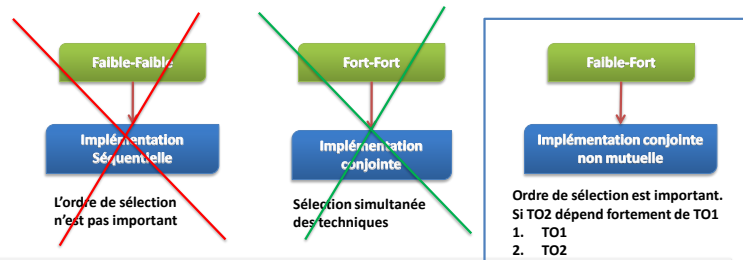 Faible-Faible
Implémentation
Séquentielle
L'ordre de sélection
n'est pas important
Fort-Fort
Implémentation
conjointe
Sélection simultanée
des techniques
Faible-Fort
Implémentation conjointe
non mutuelle
Ordre de sélection est important.
Si TO2 dépend fortement de TO1
1. TO1
2. TO2